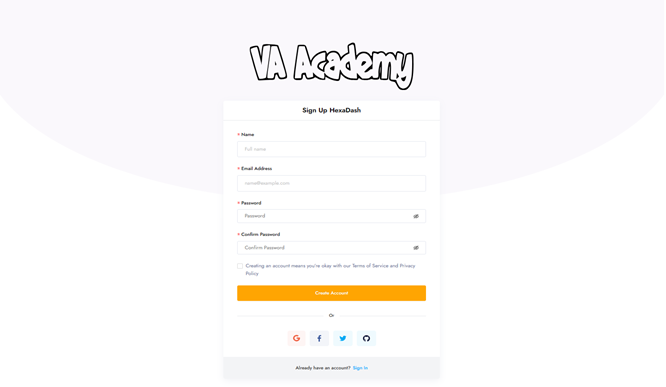 VA Academy
Sign Up HexaDash
* Name
Full name
* Email Address
name@example.com
* Password
Password
* Confirm Password
Confirm Password
Creating an account means you're okay with our Terms of Service and Privacy
Policy
Create Account
Or
Already have an account? Sign In